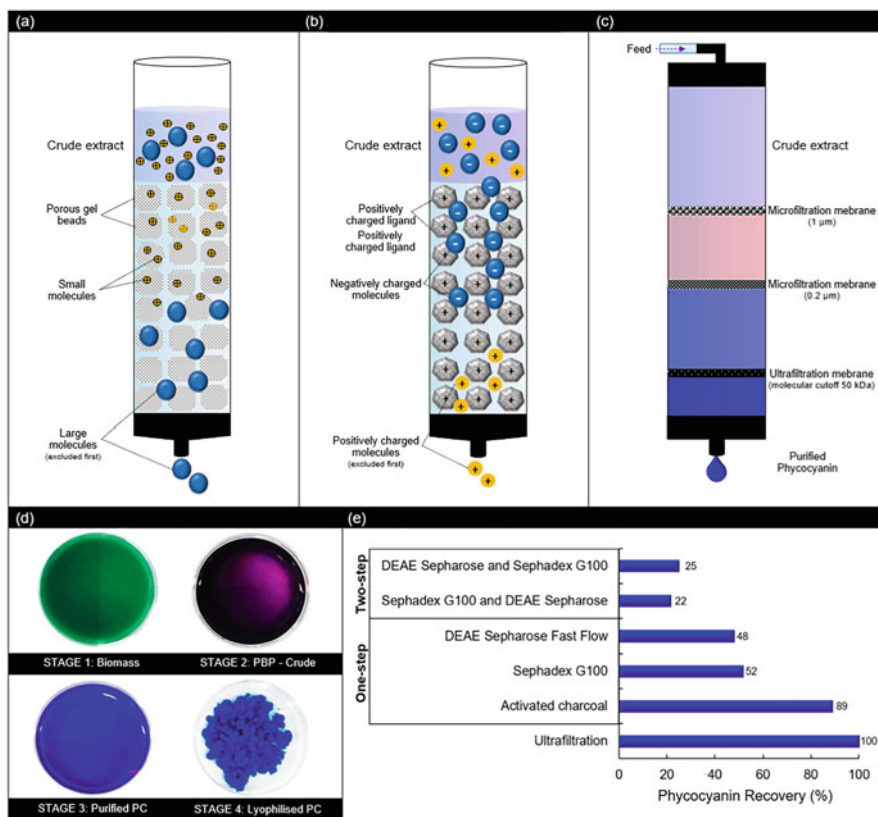 (a)
Crude extract
Porous gel
beads
Small
molecules
Large
molecules
(excluded first)
(b)
Crude extract
Positively
charged ligand
Positively
charged ligand
Negatively charged
molecules
Positively charged
molecules
(excluded first)
(c)
Feed
Crude extract
Microfiltration mebrane
(1 µm)
Microfiltration mebrane
(0.2 µm)
Ultrafiltration mebrane
(molecular cutoff 50 kDa)
Purified
Phycocyanin
(d)
STAGE 1: Biomass
STAGE 2: PBP - Crude
STAGE 3: Purified PC
STAGE 4: Lyophilised PC
(e)
Two-step
DEAE Sepharose and Sephadex G100
25
Sephadex G100 and DEAE Sepharose
22
One-step
DEAE Sepharose Fast Flow
48
Sephadex G100
52
Activated charcoal
89
Ultrafiltration
100
0 20 40 60 80 100
Phycocyanin Recovery (%)